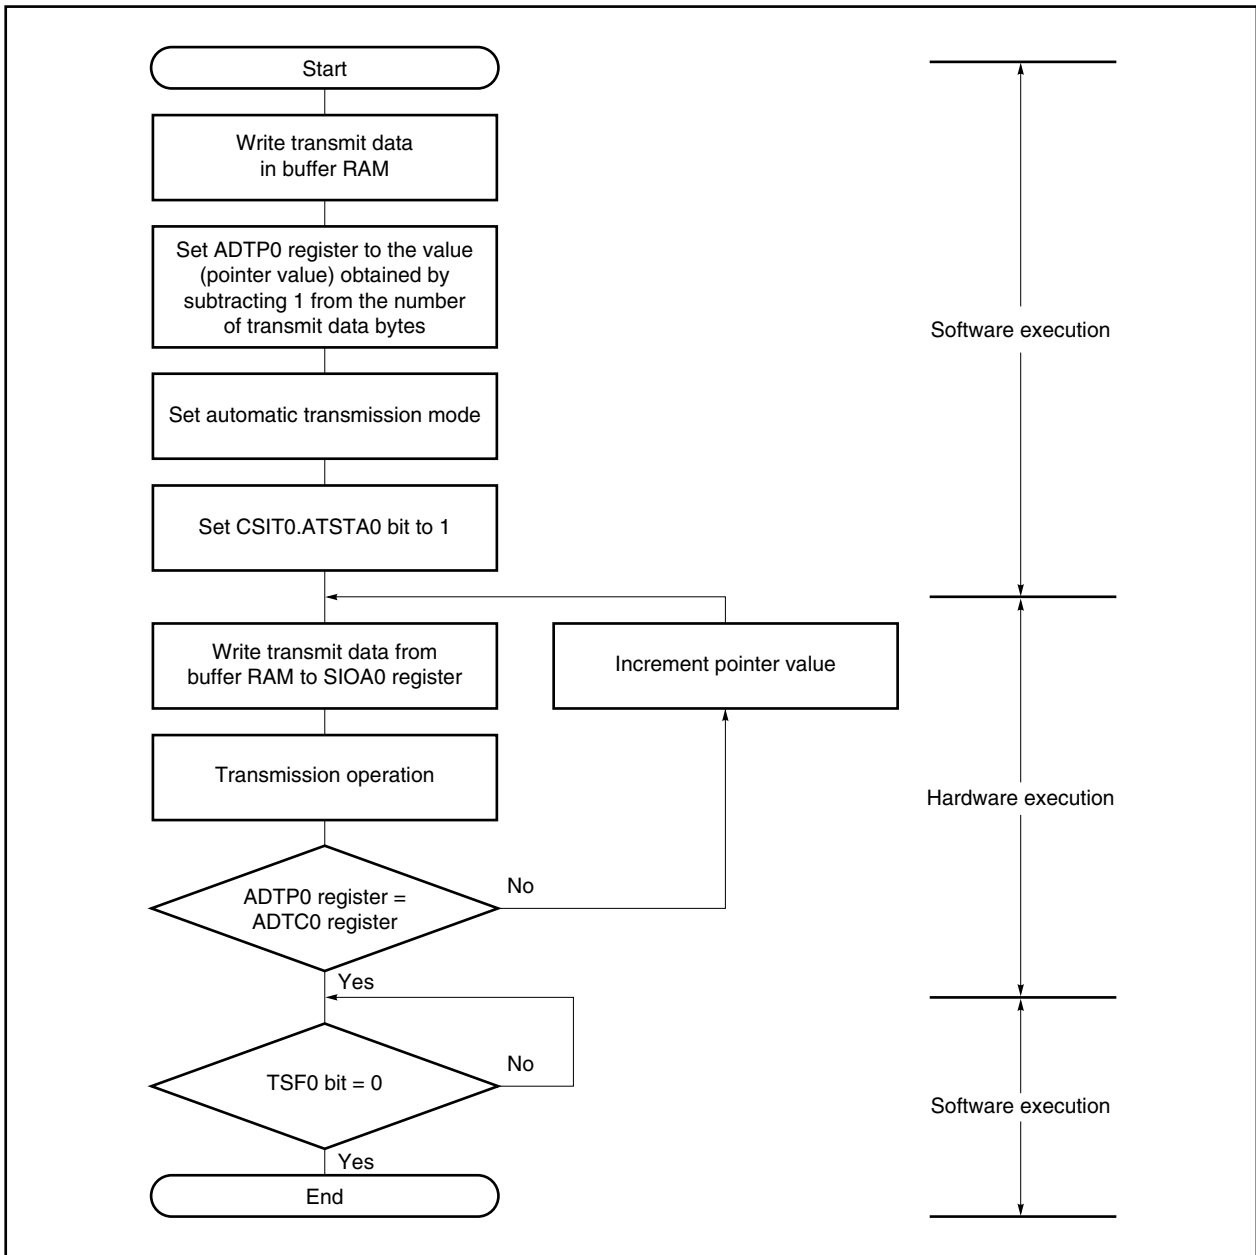 Start
Write transmit data
in buffer RAM
Set ADTP0 register to the value
(pointer value) obtained by
subtracting 1 from the number
of transmit data bytes
Software execution
Set automatic transmission mode
Set CSIT0.ATSTA0 bit to 1
Write transmit data from
buffer RAM to SIOA0 register
Increment pointer value
Transmission operation
Hardware execution
ADTP0 register =
ADTC0 register
No
Yes
TSF0 bit = 0
No
Software execution
Yes
End